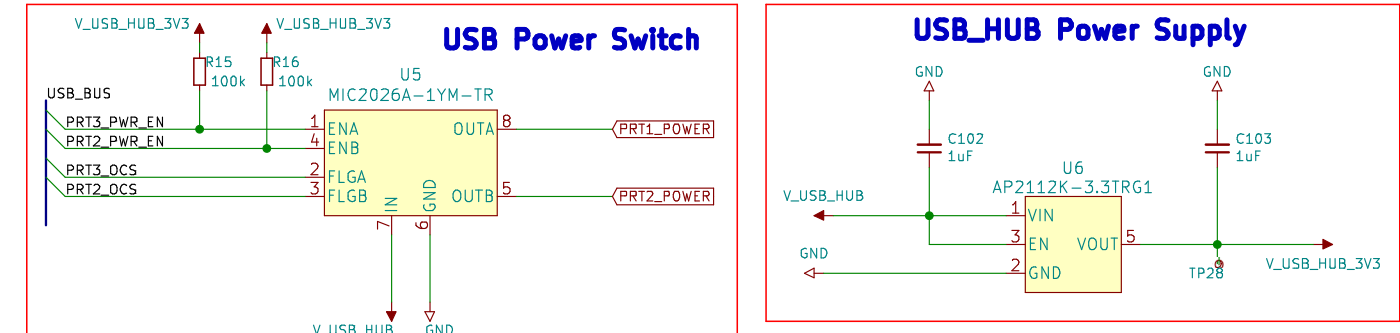 V_USB_HUB_3V3
V_USB_HUB_3V3
USB Power Switch
R15
100k
R16
100k
U5
MIC2026A-1YM-TR
USB_BUS
PRT3_PWR_EN
PRT2_PWR_EN
PRT3_OCS
PRT2_OCS
1
4
2
3
ENA
ENB
FLGA
FLGB
OUTA
OUTB
8
5
IN
GND
7
6
PRT1_POWER
PRT2_POWER
V_USB_HUB
GND
USB_HUB Power Supply
GND
GND
C102
1uF
C103
1uF
U6
AP2112K-3.3TRG1
V_USB_HUB
GND
1
3
2
VIN
EN
GND
VOUT
5
TP28
V_USB_HUB_3V3